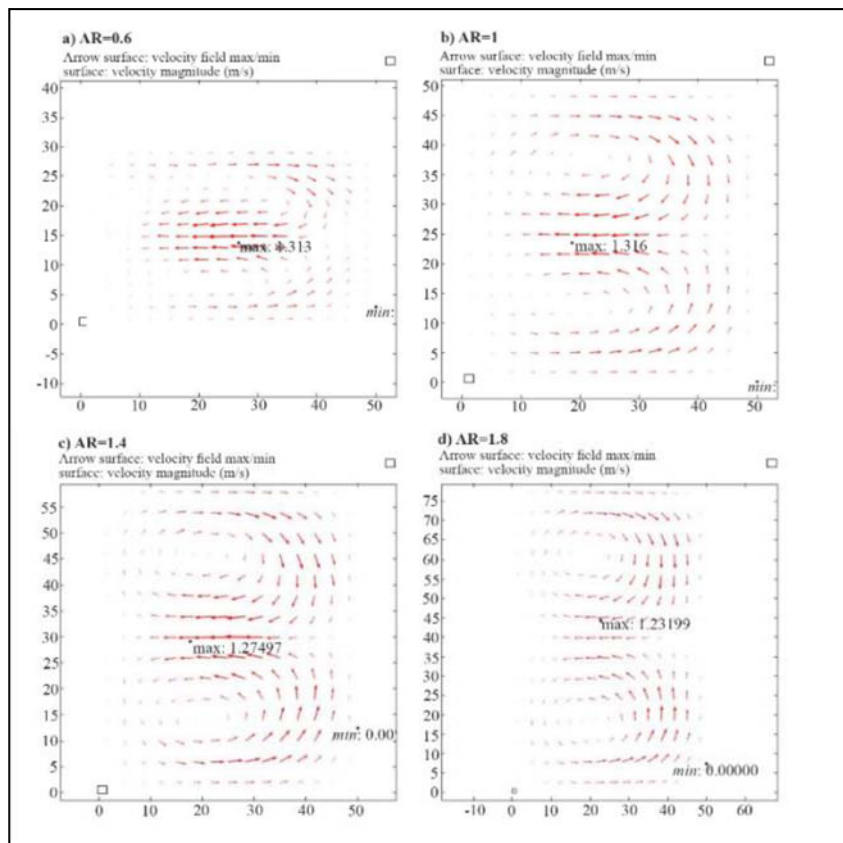 a) AR=0.6
Arrow surface: velocity field max/min
surface: velocity magnitude (m/s)
40
35
30
25
20
15
10
5
0
-5
-10
max: 1.313
min:
0 10 20 30 40 50
b) AR=1
Arrow surface: velocity field max/min
surface: velocity magnitude (m/s)
50
45
40
35
30
25
20
15
10
5
0
max: 1.316
min:
0 10 20 30 40 50
c) AR=1.4
Arrow surface: velocity field max/min
surface: velocity magnitude (m/s)
55
50
45
40
35
30
25
20
15
10
5
0
max: 1.27497
min: 0.00
0 10 20 30 40 50
d) AR=1.8
Arrow surface: velocity field max/min
surface: velocity magnitude (m/s)
75
70
65
60
55
50
45
40
35
30
25
20
15
10
5
0
max: 1.23199
min: 0.00000
-10 0 10 20 30 40 50 60